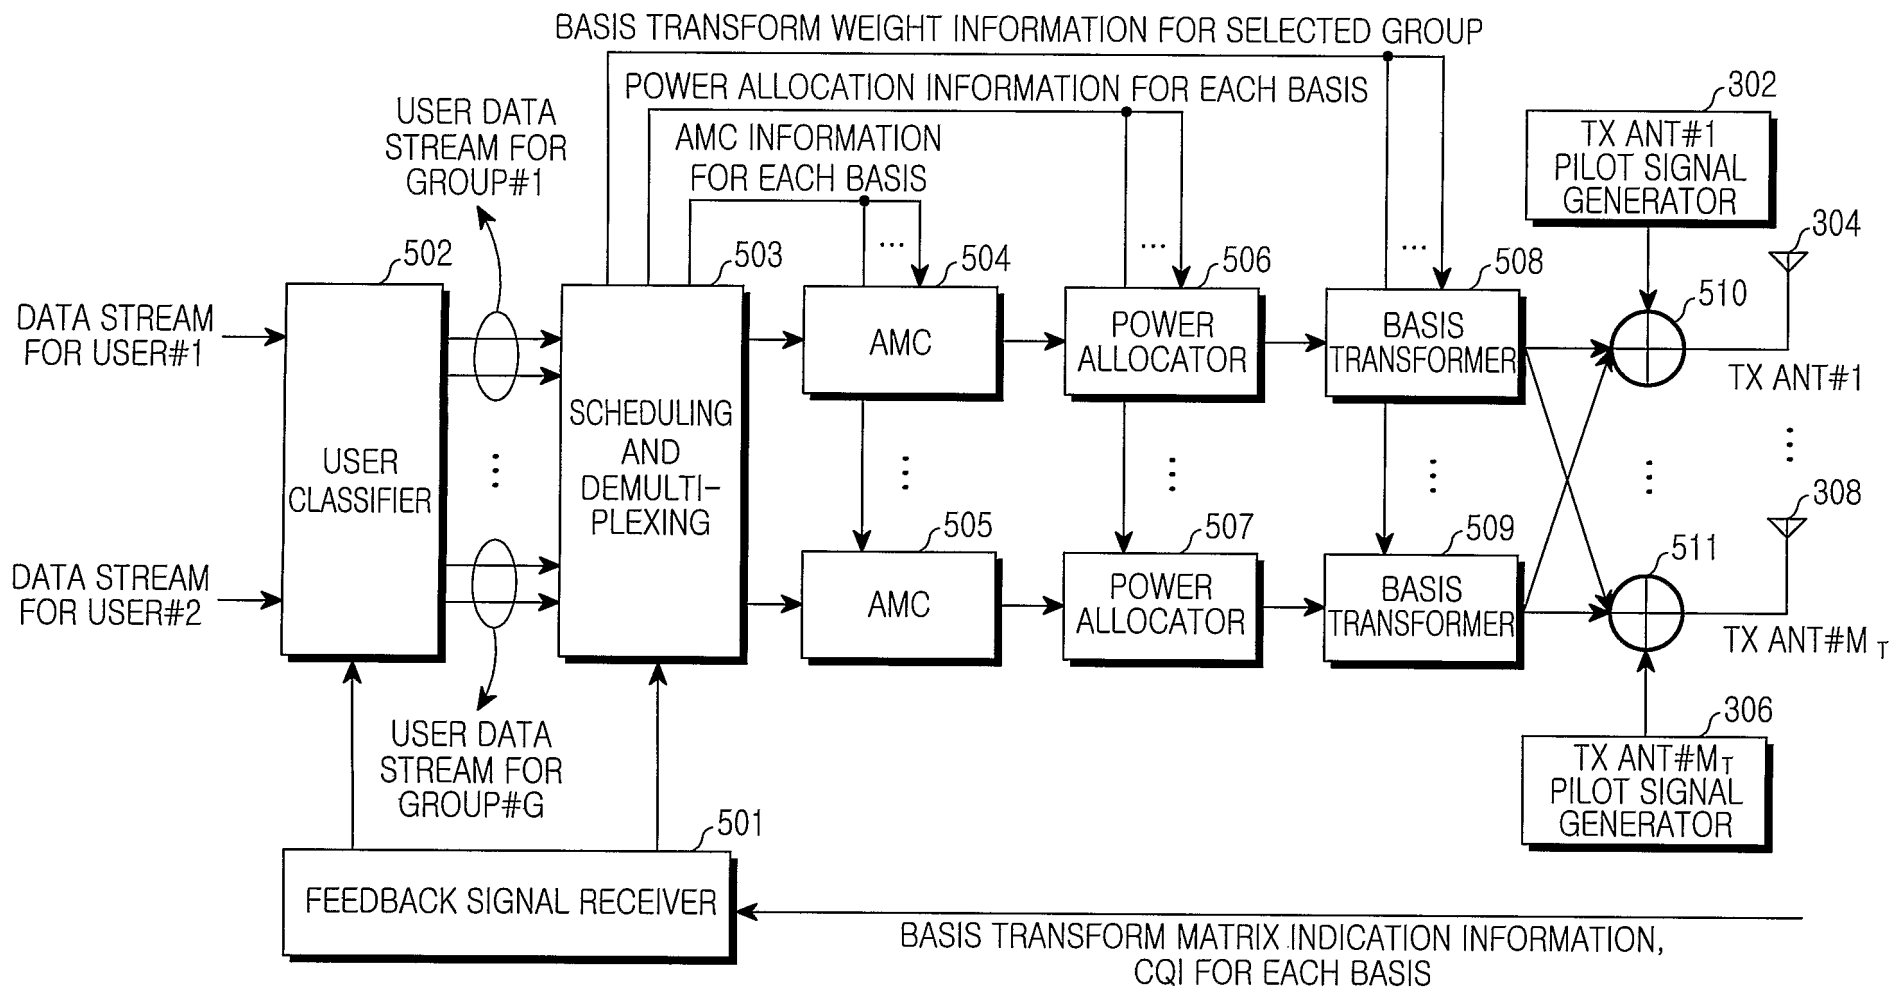 BASIS TRANSFORM WEIGHT INFORMATION FOR SELECTED GROUP
POWER ALLOCATION INFORMATION FOR EACH BASIS
AMC INFORMATION
FOR EACH BASIS
USER DATA
STREAM FOR
GROUP#1
302
TX ANT#1
PILOT SIGNAL
GENERATOR
304
502
503
504
506
508
510
DATA STREAM
FOR USER#1
AMC
POWER
ALLOCATOR
BASIS
TRANSFORMER
TX ANT#1
USER
CLASSIFIER
SCHEDULING
AND
DEMULTI-
PLEXING
308
505
507
509
511
DATA STREAM
FOR USER#2
AMC
POWER
ALLOCATOR
BASIS
TRANSFORMER
TX ANT#MT
USER DATA
STREAM FOR
GROUP#G
306
TX ANT#MT
PILOT SIGNAL
GENERATOR
501
FEEDBACK SIGNAL RECEIVER
BASIS TRANSFORM MATRIX INDICATION INFORMATION,
CQI FOR EACH BASIS